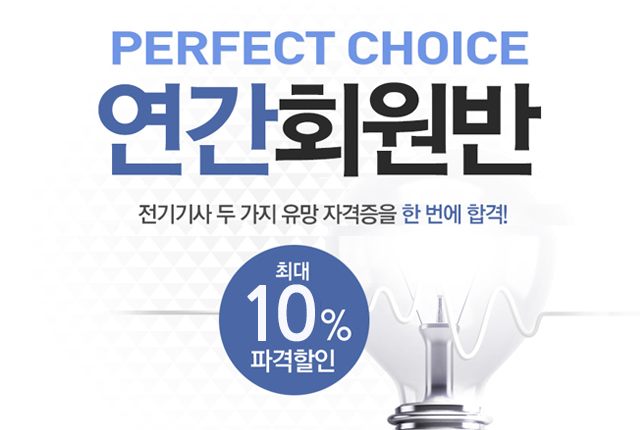 PERFECT CHOICE
연간회원반
전기기사 두 가지 유망 자격증을 한 번에 합격!
최대
10%
파격할인